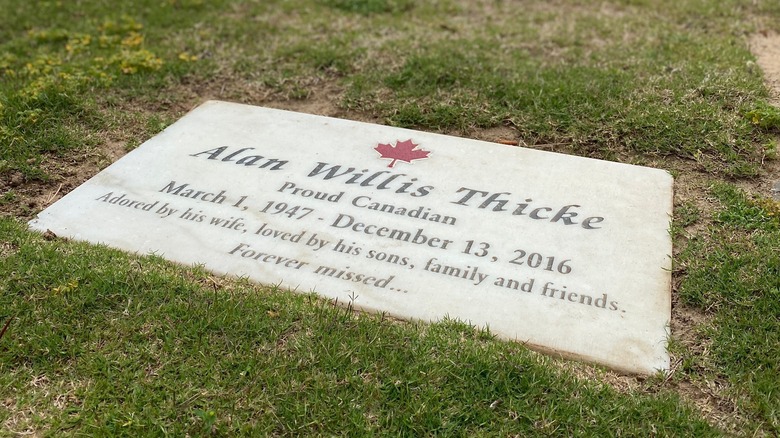 Alan Willis Thicke
Proud Canadian
March 1, 1947 - December 13, 2016
Adored by his wife, loved by his sons, family and friends.
Forever missed...